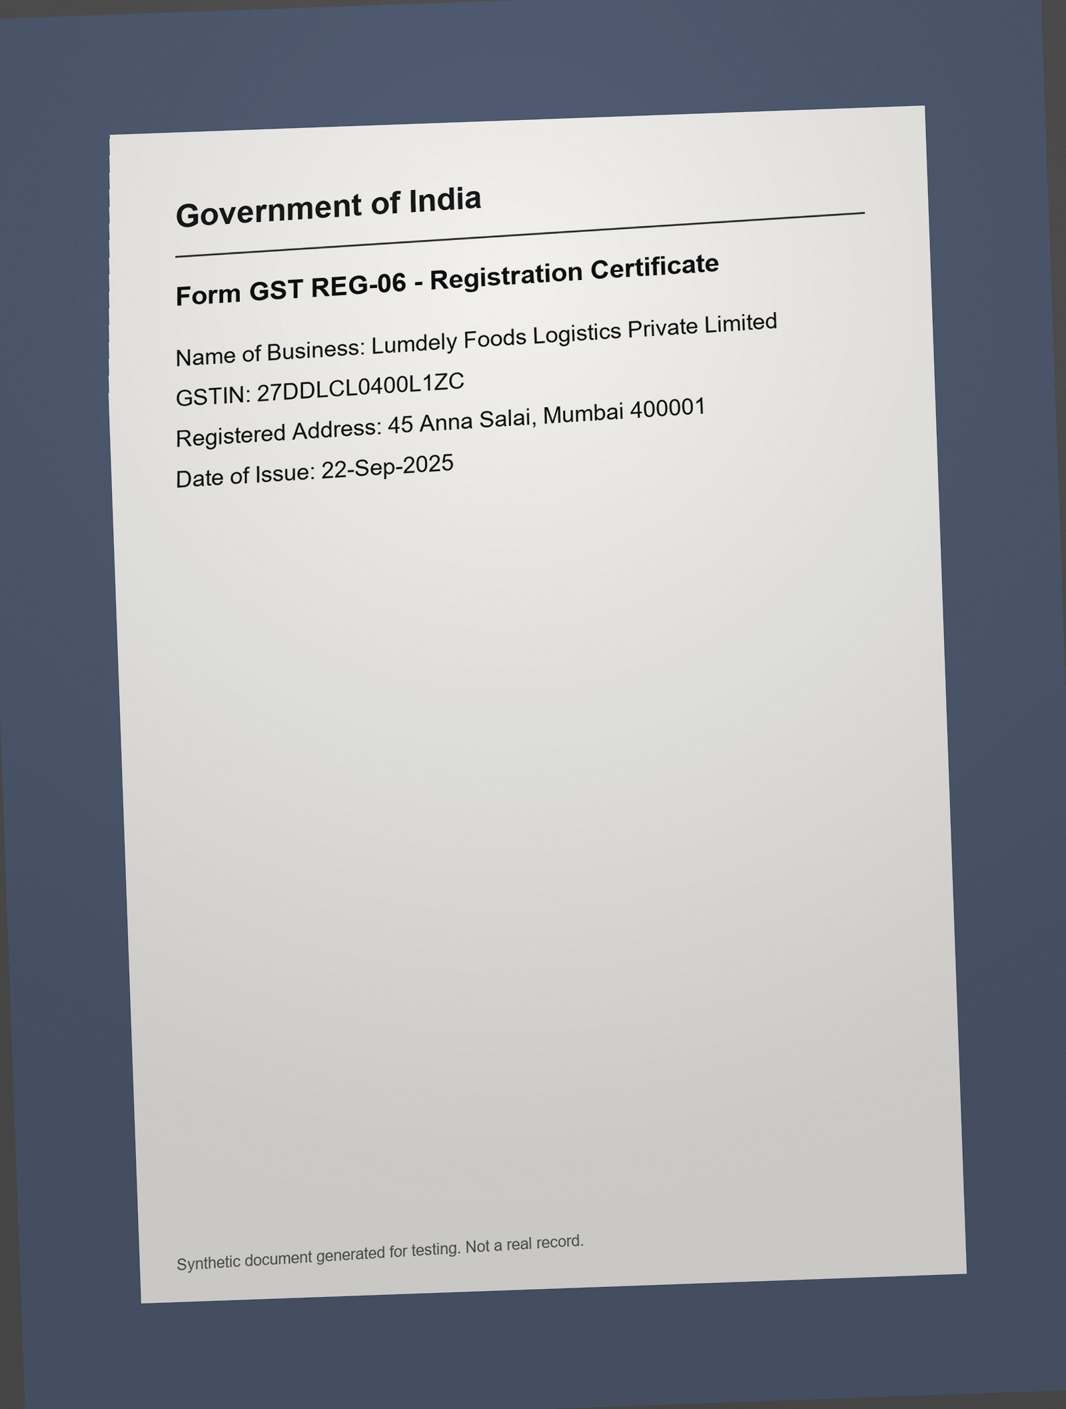 Government of India
Form GST REG-06 - Registration Certificate
Name of Business: Lumdely Foods Logistics Private Limited
GSTIN: 27DDLCL0400L1ZC
Registered Address: 45 Anna Salai, Mumbai 400001
Date of Issue: 22-Sep-2025
Synthetic document generated for testing. Not a real record.